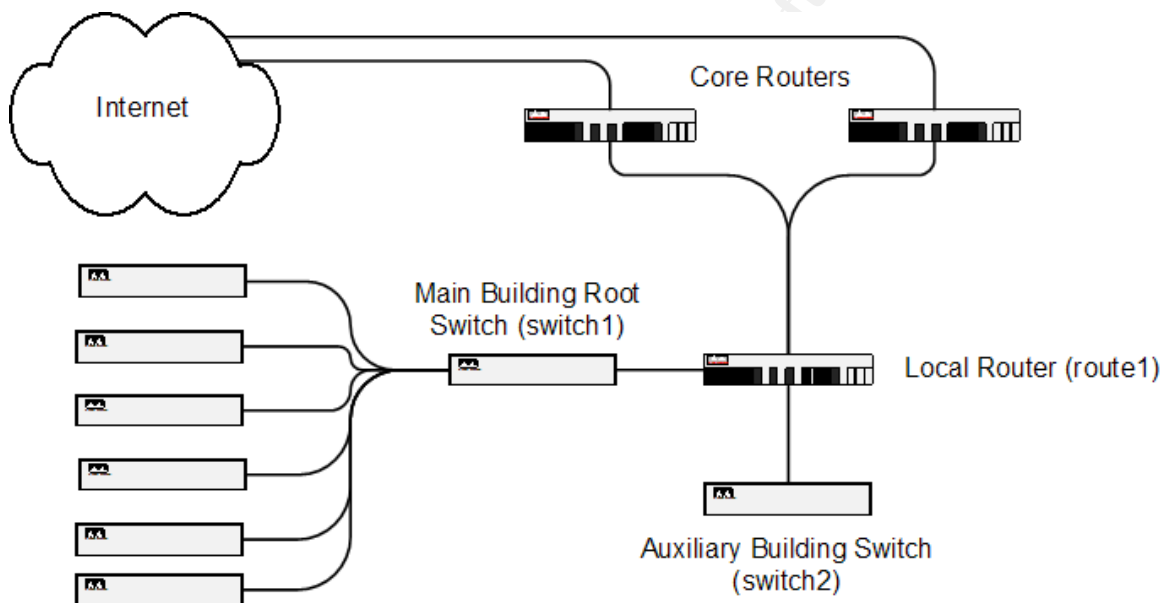 Internet
Core Routers
Main Building Root
Switch (switch1)
Local Router (route1)
Auxiliary Building Switch
(switch2)